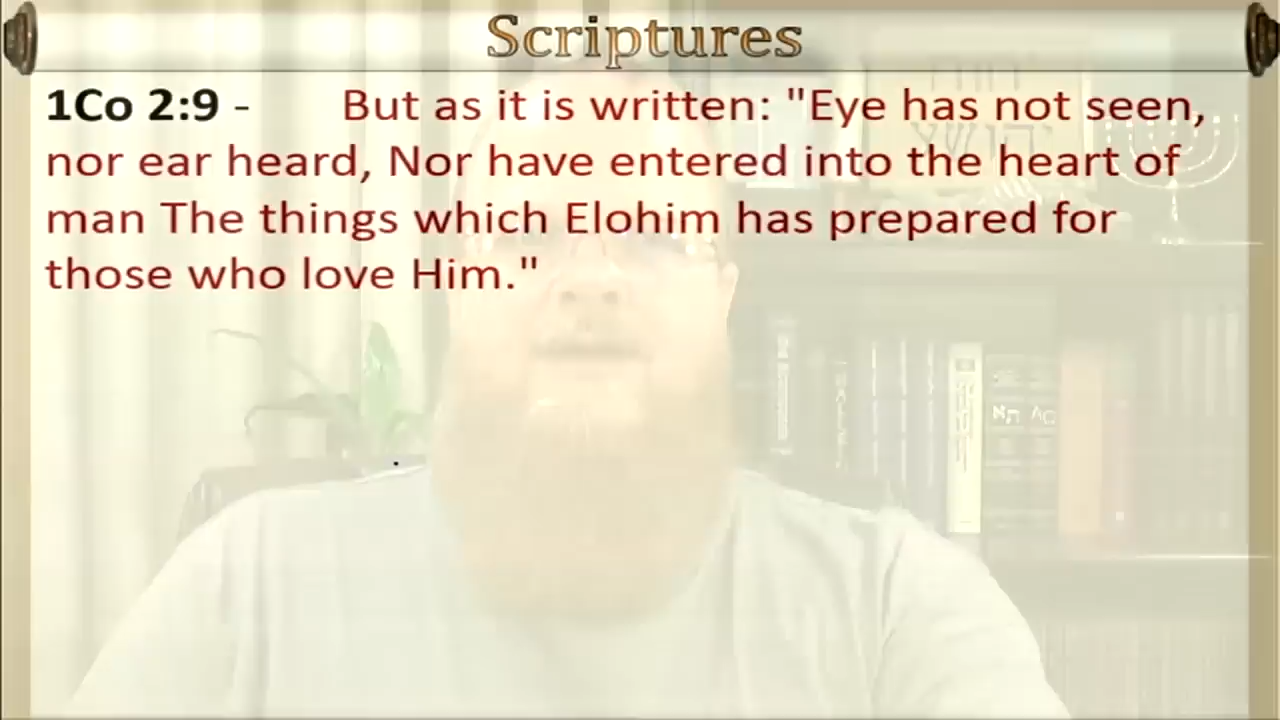 Scriptures
1Co 2:9 - But as it is written: "Eye has not seen,
nor ear heard, Nor have entered into the heart of
man The things which Elohim has prepared for
those who love Him."